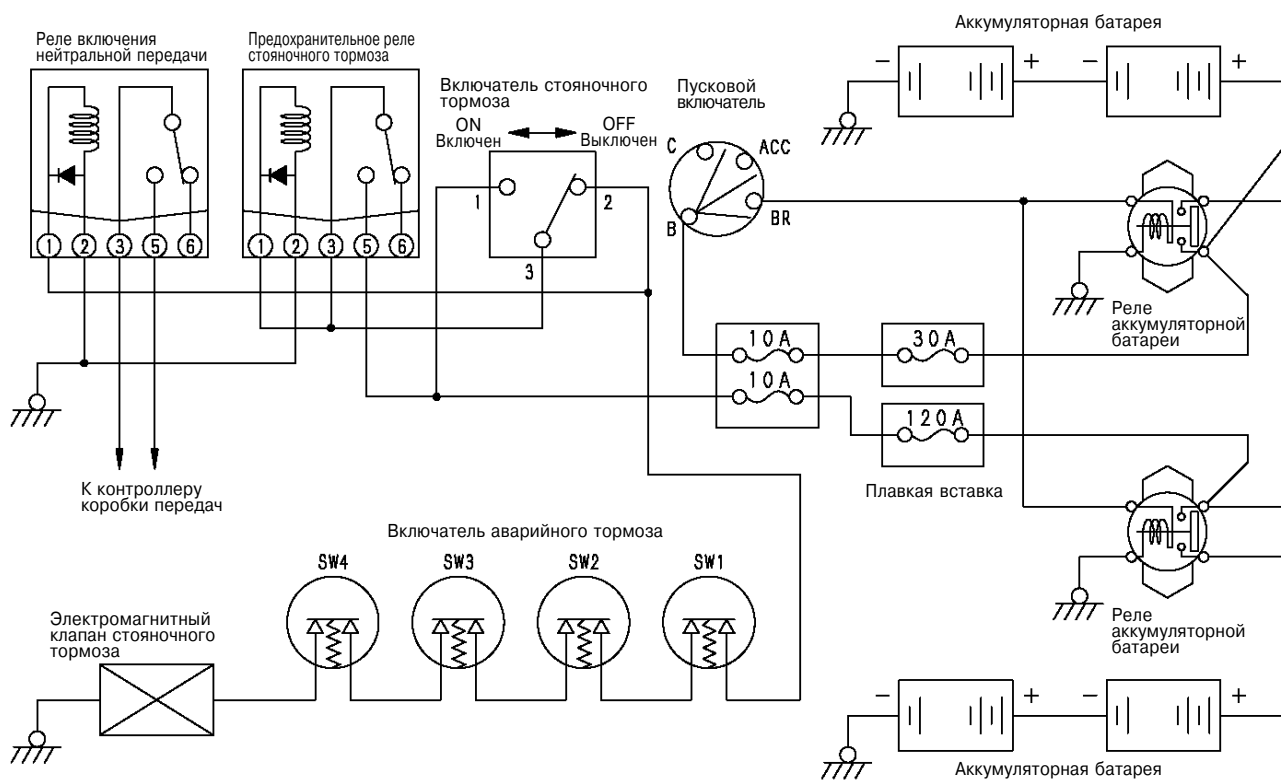 Аккумуляторная батарея
Реле включения
нейтральной передачи
Предохранительное реле
стояночного тормоза
Включатель стояночного
тормоза
ON
Включен
OFF
Выключен
Пусковой
включатель
C
ACC
B
BR
1
2
3
1
2
3
5
6
1
2
3
5
6
10A
10A
30A
120A
Плавкая вставка
Реле
аккумуляторной
батареи
К контроллеру
коробки передач
Включатель аварийного тормоза
SW4
SW3
SW2
SW1
Электромагнитный
клапан стояночного
тормоза
Реле
аккумуляторной
батареи
Аккумуляторная батарея
− + − +
− + − +